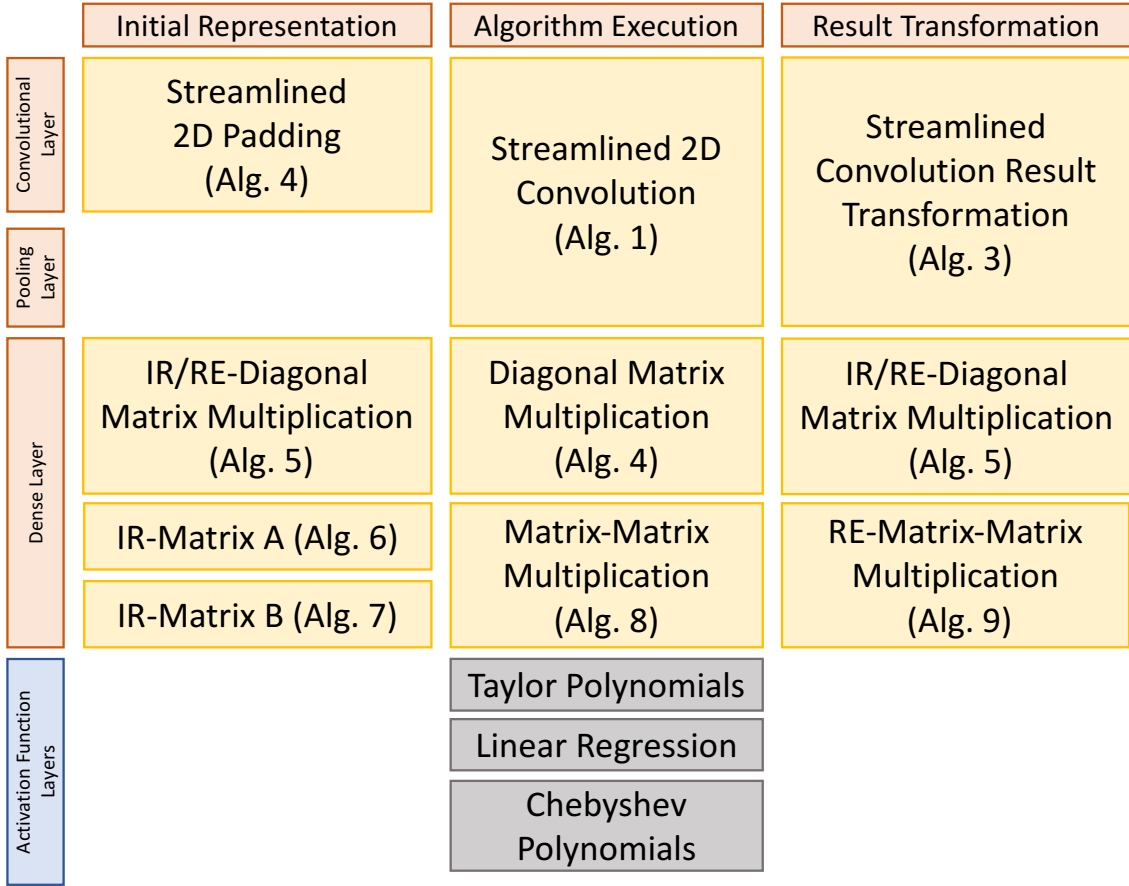 Initial Representation
Algorithm Execution
Result Transformation
Convolutional
Layer
Streamlined
2D Padding
(Alg. 4)
Streamlined 2D
Convolution
(Alg. 1)
Streamlined
Convolution Result
Transformation
(Alg. 3)
Pooling
Layer
Dense Layer
IR/RE-Diagonal
Matrix Multiplication
(Alg. 5)
Diagonal Matrix
Multiplication
(Alg. 4)
IR/RE-Diagonal
Matrix Multiplication
(Alg. 5)
IR-Matrix A (Alg. 6)
IR-Matrix B (Alg. 7)
Matrix-Matrix
Multiplication
(Alg. 8)
RE-Matrix-Matrix
Multiplication
(Alg. 9)
Activation Function
Layers
Taylor Polynomials
Linear Regression
Chebyshev
Polynomials